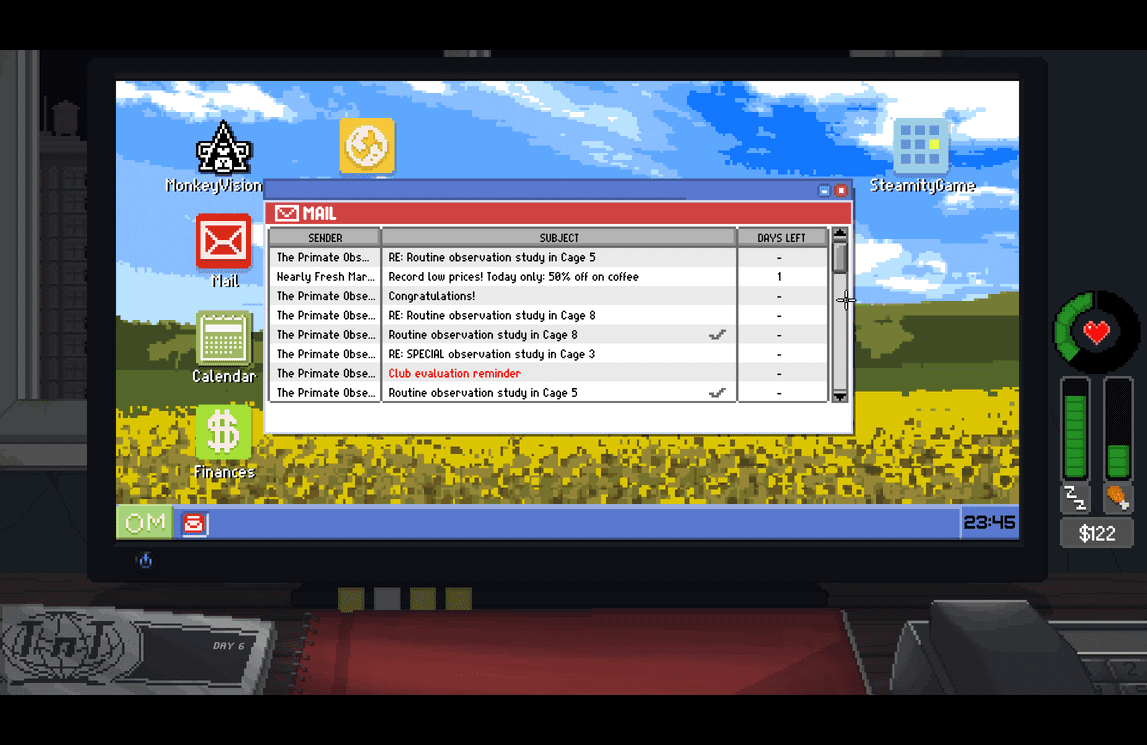 MonkeyVision
SteamityGame
MAIL
SENDER SUBJECT DAYS LEFT
The Primate Obs... RE: Routine observation study in Cage 5 -
Nearly Fresh Mar... Record low prices! Today only: 50% off on coffee 1
The Primate Obse... Congratulations! -
The Primate Obse... RE: Routine observation study in Cage 8 -
The Primate Obse... Routine observation study in Cage 8 -
The Primate Obse... RE: SPECIAL observation study in Cage 3 -
The Primate Obse... Club evaluation reminder -
The Primate Obse... Routine observation study in Cage 5 -
Mail
Calendar
Finances
OM
23:45
Z Z
$122
TnT
DAY 6